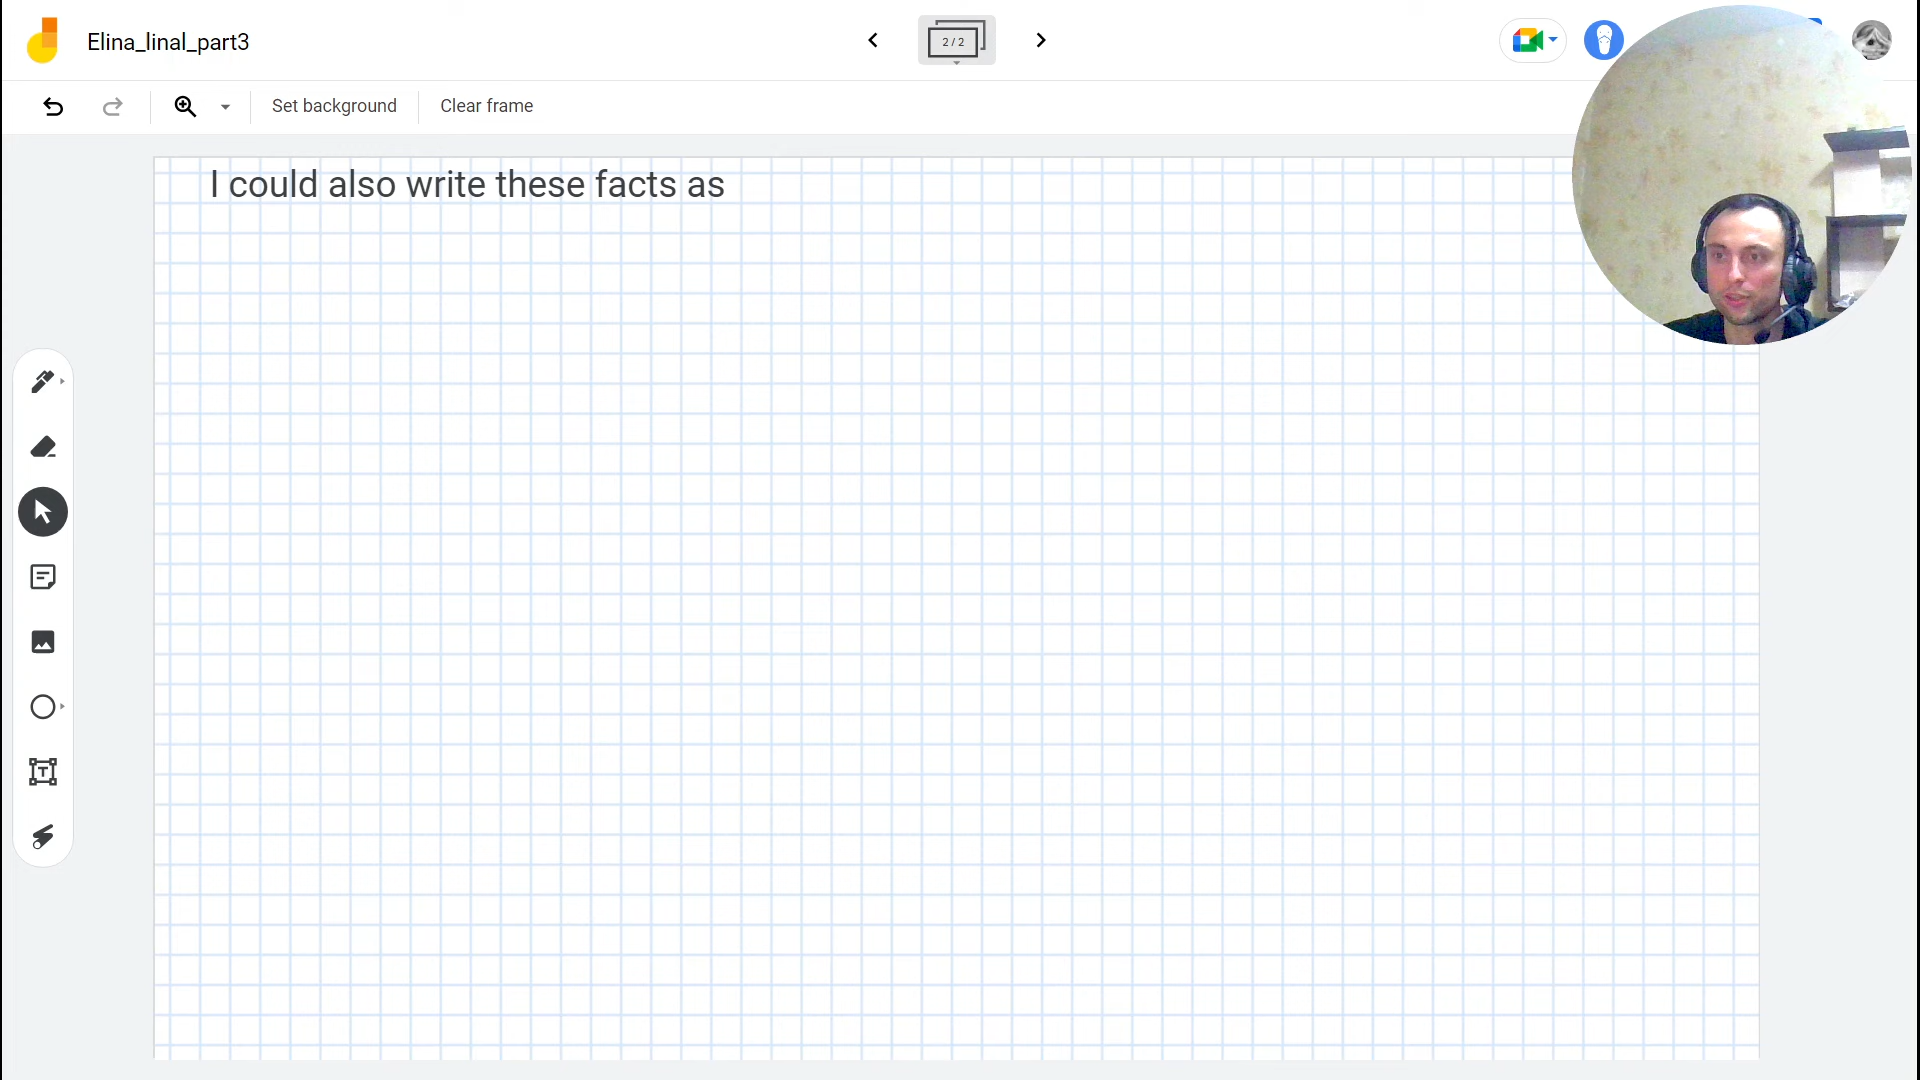 Elina_linal_part3
2 / 2
Set background
Clear frame
I could also write these facts as